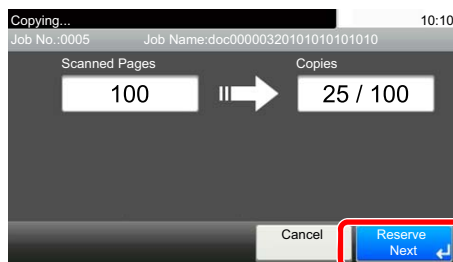 Copying...
10:10
Job No.:0005 Job Name:doc00000320101010101010
Scanned Pages
Copies
100
25 / 100
Cancel
Reserve
Next